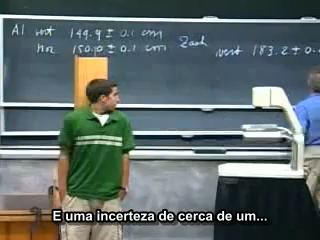 Al vert 149.9 ± 0.1 cm
hor 150.0 ± 0.1 cm
Zach vert 183.2 ± 0.
E uma incerteza de cerca de um...